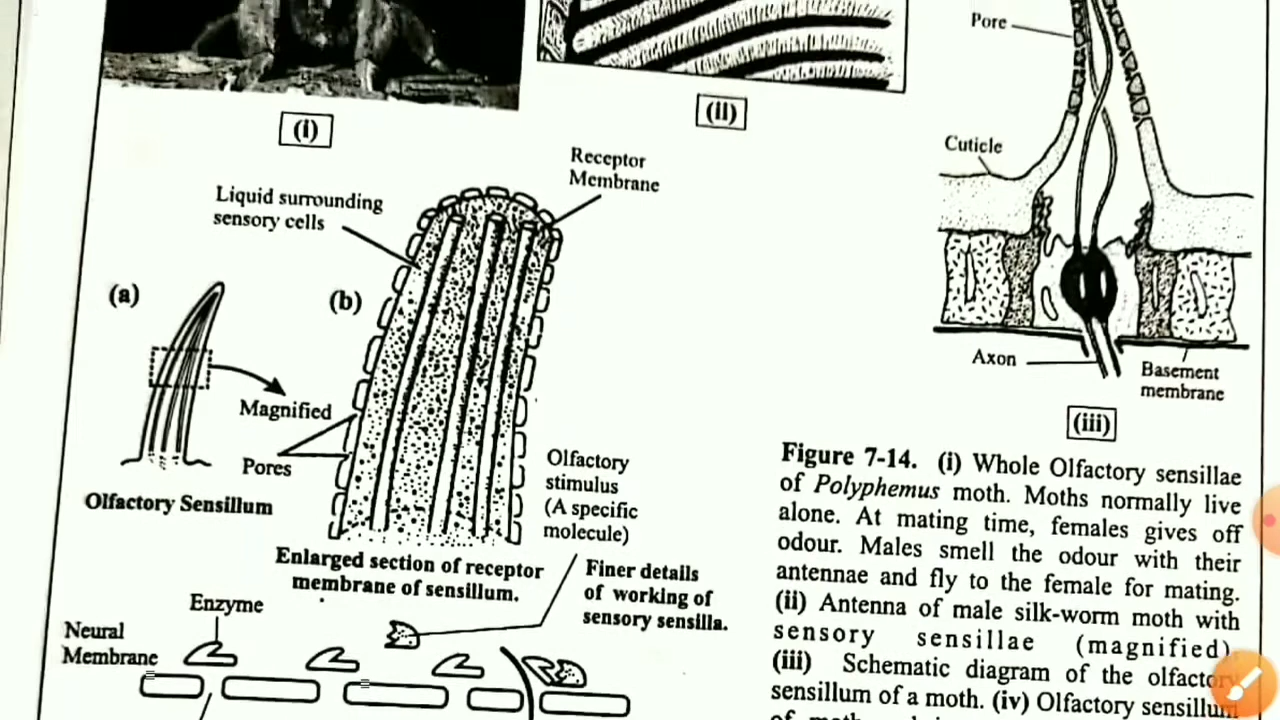 (i)
(ii)
Pore
Cuticle
Axon
Basement
membrane
(iii)
Receptor
Membrane
Liquid surrounding
sensory cells
(a)
(b)
Magnified
Pores
Olfactory Sensillum
Olfactory
stimulus
(A specific
molecule)
Enlarged section of receptor
membrane of sensillum.
Finer details
of working of
sensory sensilla.
Enzyme
Neural
Membrane
Figure 7-14. (i) Whole Olfactory sensillae
of Polyphemus moth. Moths normally live
alone. At mating time, females gives off
odour. Males smell the odour with their
antennae and fly to the female for mating.
(ii) Antenna of male silk-worm moth with
sensory sensillae (magnified)
(iii) Schematic diagram of the olfactory
sensillum of a moth. (iv) Olfactory sensillum